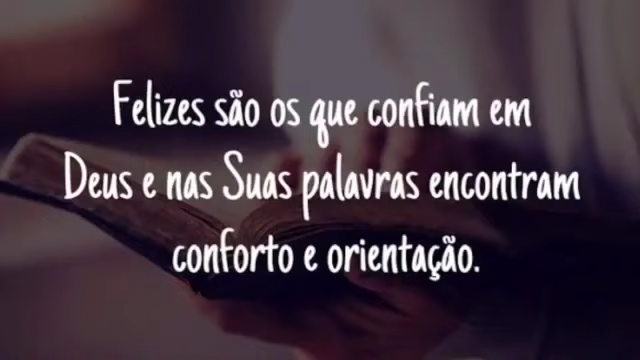 Felizes são os que confiam em
Deus e nas Suas palavras encontram
conforto e orientação.